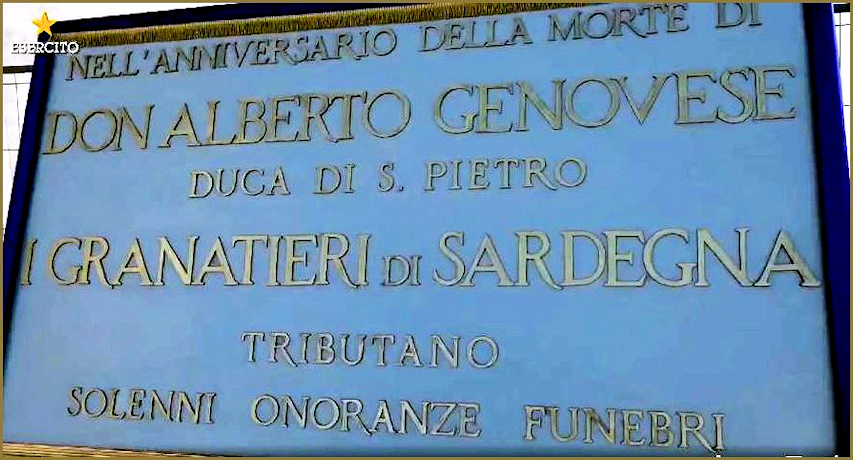 ESERCITO
NELL'ANNIVERSARIO DELLA MORTE DI
DON ALBERTO GENOVESE
DUCA DI S. PIETRO
I GRANATIERI DI SARDEGNA
TRIBUTANO
SOLENNI ONORANZE FUNEBRI